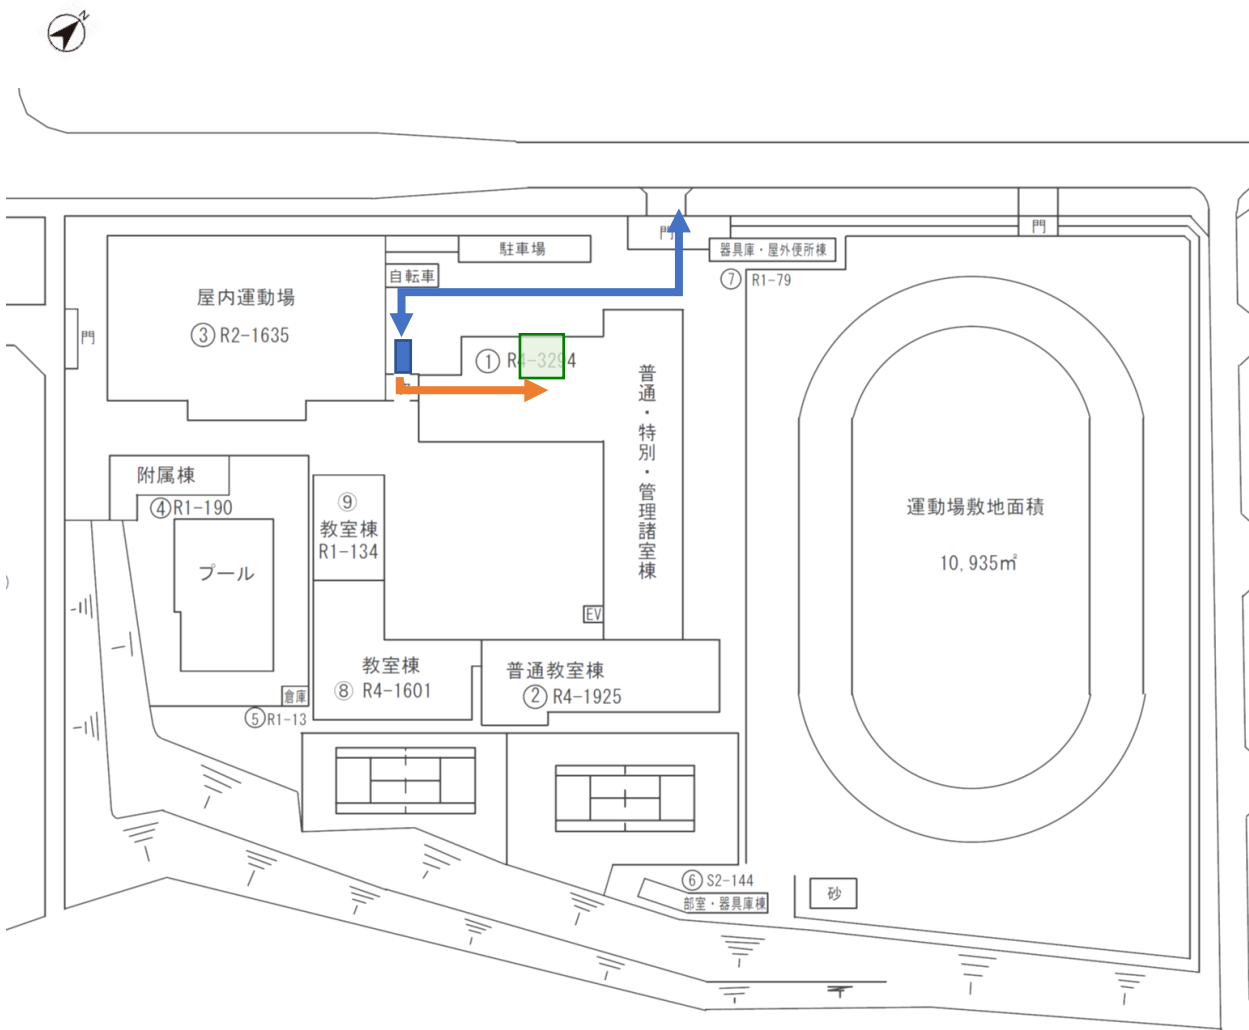 N
門
駐車場
自転車
器具庫・屋外便所棟
⑦ R1-79
門
屋内運動場
③ R2-1635
門
① R4-3294
普通・特別・管理諸室棟
附属棟
④R1-190
プール
⑨
教室棟
R1-134
運動場敷地面積
10,935㎡
EV
教室棟
⑧ R4-1601
普通教室棟
② R4-1925
倉庫
⑤R1-13
⑥ S2-144
部室・器具庫棟
砂